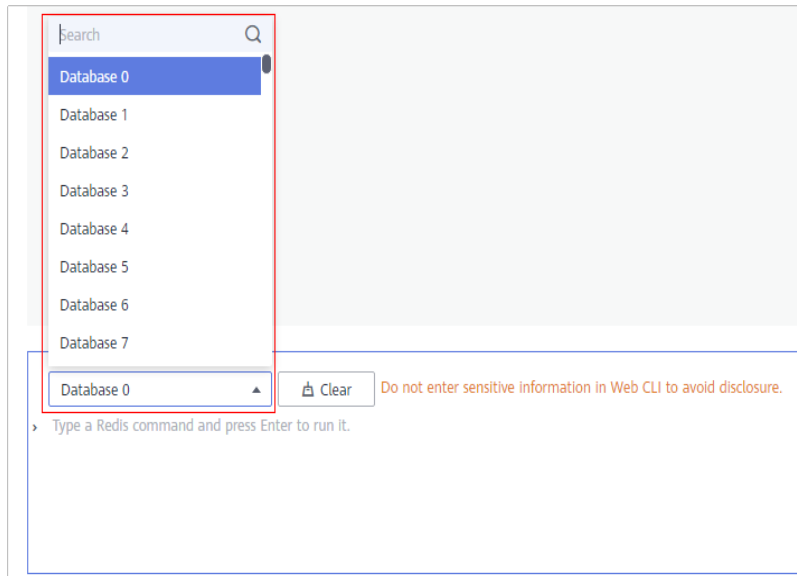 Search
Database 0
Database 1
Database 2
Database 3
Database 4
Database 5
Database 6
Database 7
Database 0
Clear
Do not enter sensitive information in Web CLI to avoid disclosure.
Type a Redis command and press Enter to run it.